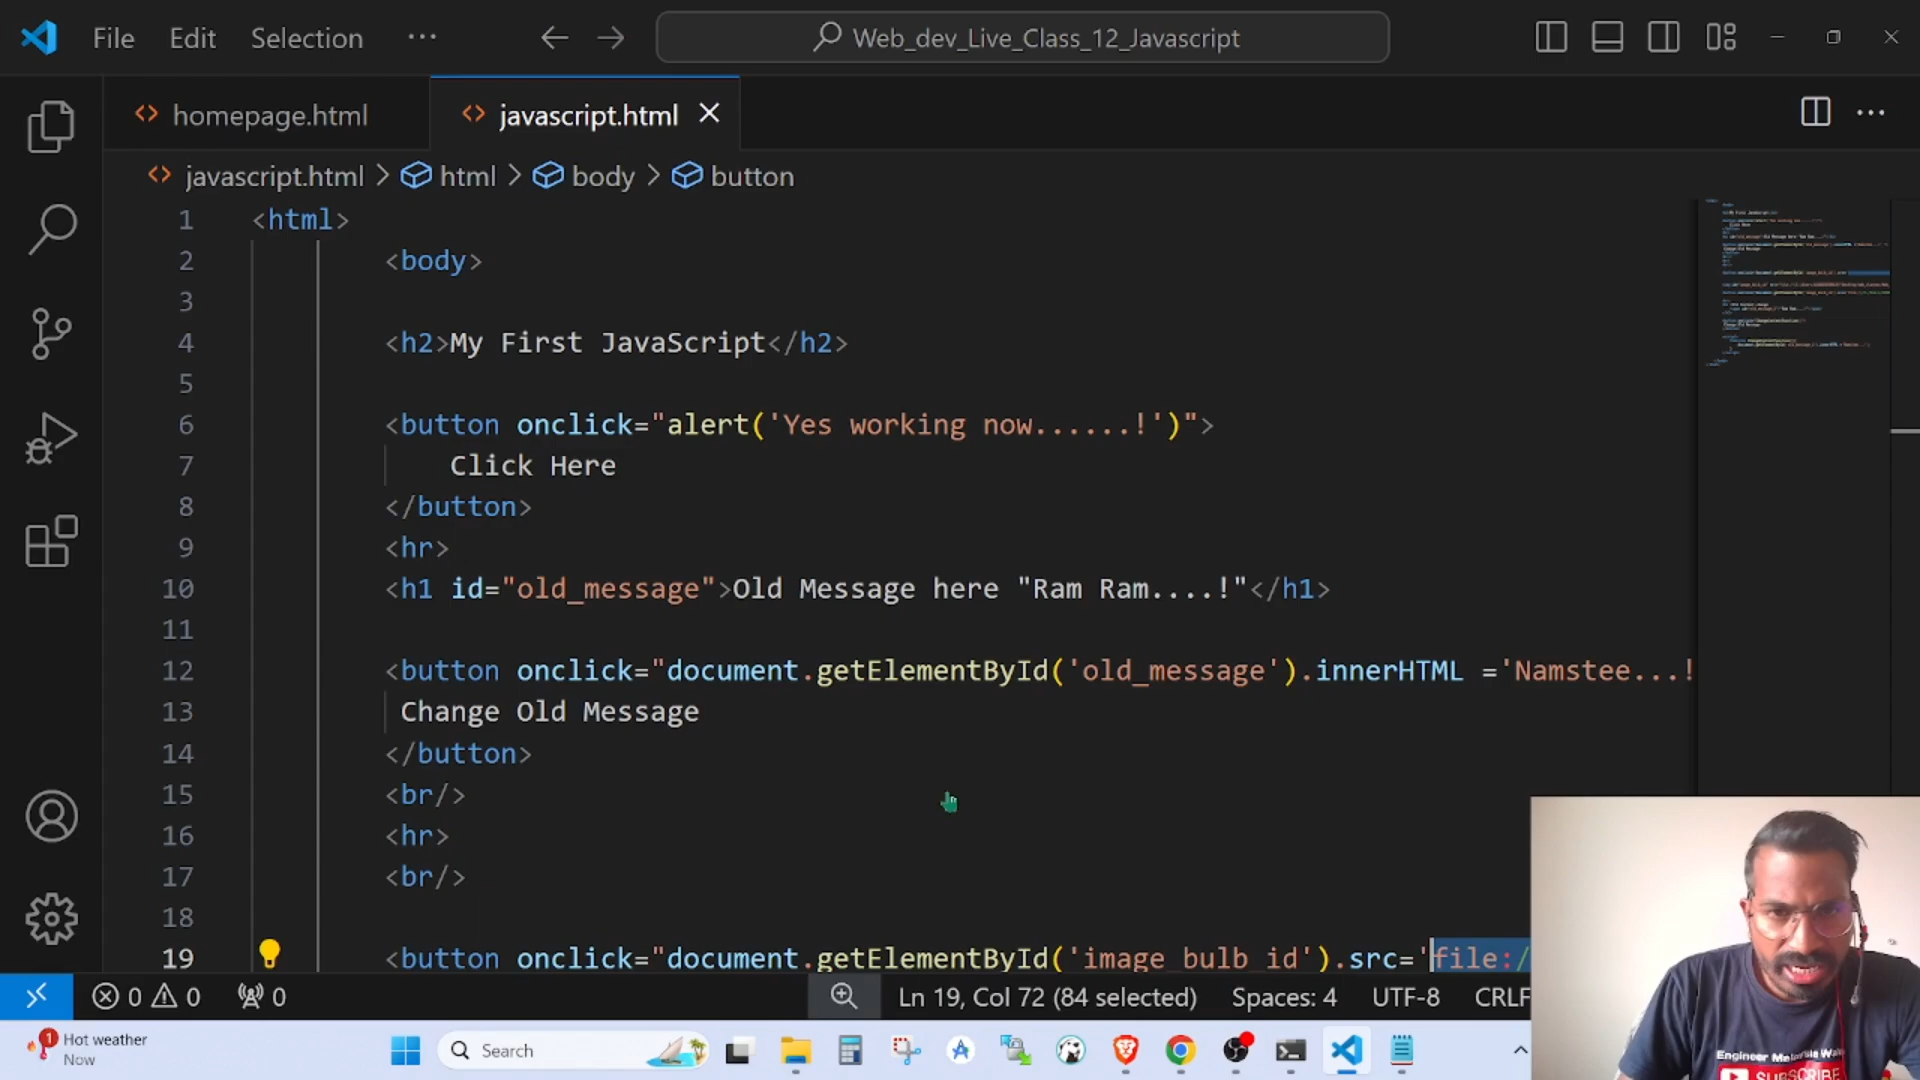 File Edit Selection ··· Web_dev_Live_Class_12_Javascript
homepage.html javascript.html
javascript.html > html > body > button
1 <html>
2 <body>
3
4 <h2>My First JavaScript</h2>
5
6 <button onclick="alert('Yes working now......!')">
7 Click Here
8 </button>
9 <hr>
10 <h1 id="old_message">Old Message here "Ram Ram....!"</h1>
11
12 <button onclick="document.getElementById('old_message').innerHTML ='Namstee...!
13 Change Old Message
14 </button>
15 <br/>
16 <hr>
17 <br/>
18
19 <button onclick="document.getElementById('image_bulb_id').src='file:/
0 0 0 Ln 19, Col 72 (84 selected) Spaces: 4 UTF-8 CRLF
1 Hot weather
Now
Search
Engineer
SUBSCRIBE